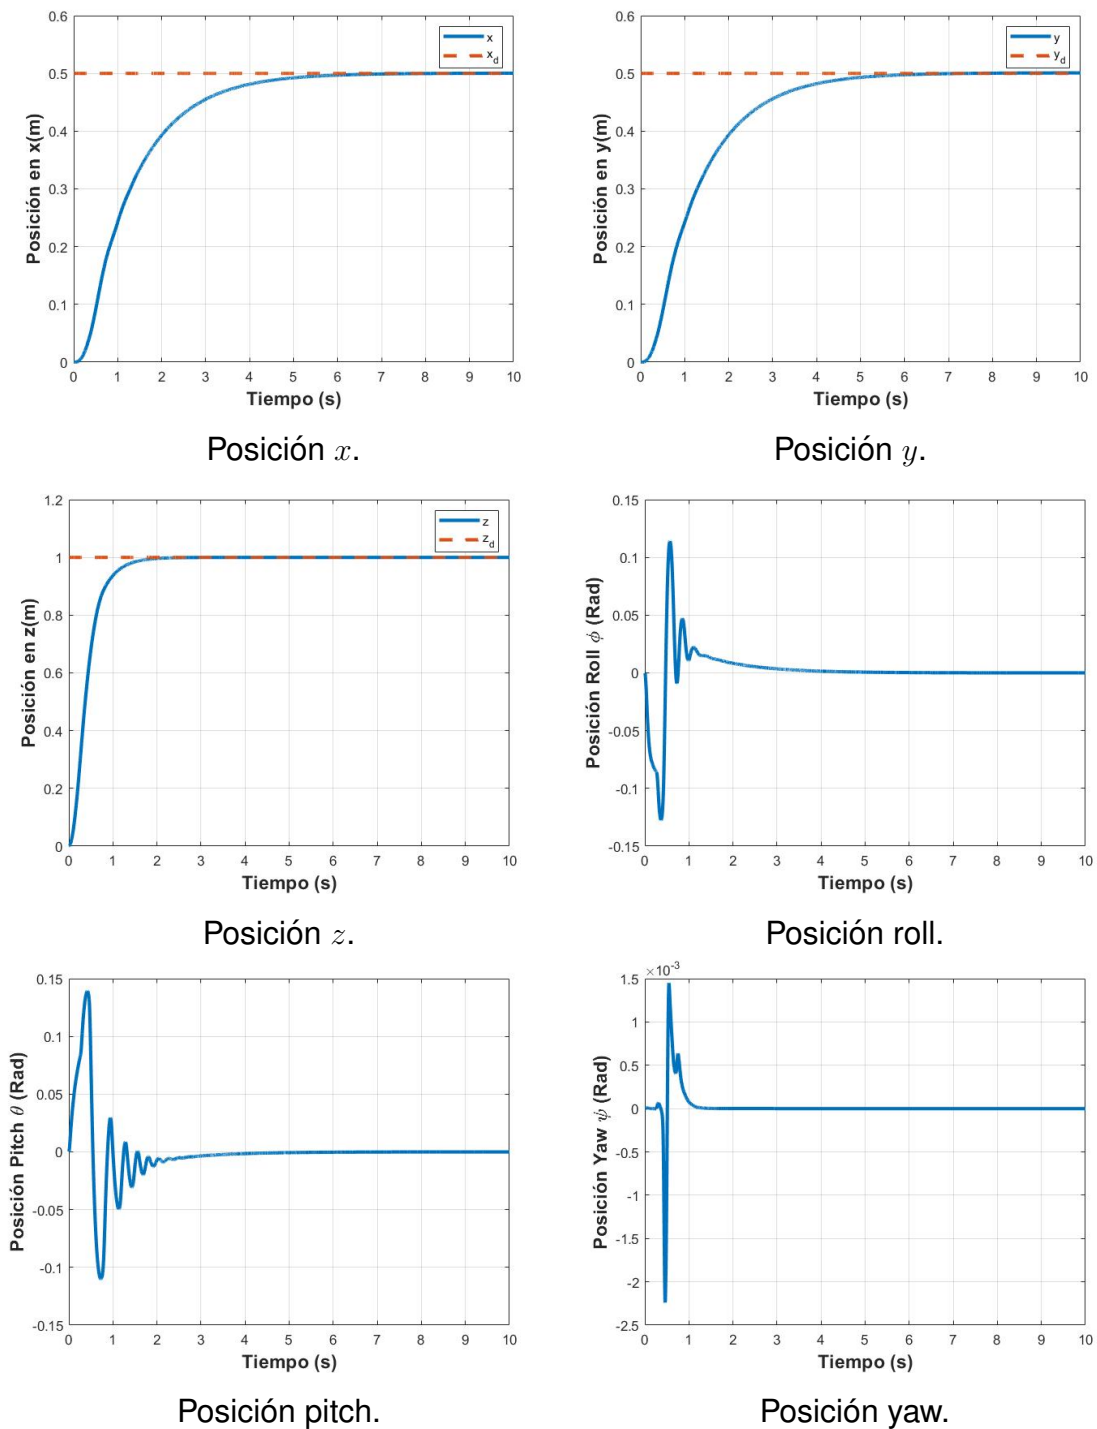 0.6
0.5
0.4
0.3
0.2
0.1
0
Posición en x(m)
x
x_d
0 1 2 3 4 5 6 7 8 9 10
Tiempo (s)
Posición x.
0.6
0.5
0.4
0.3
0.2
0.1
0
Posición en y(m)
y
y_d
0 1 2 3 4 5 6 7 8 9 10
Tiempo (s)
Posición y.
1.2
1
0.8
0.6
0.4
0.2
0
Posición en z(m)
z
z_d
0 1 2 3 4 5 6 7 8 9 10
Tiempo (s)
Posición z.
0.15
0.1
0.05
0
-0.05
-0.1
-0.15
Posición Roll ϕ (Rad)
0 1 2 3 4 5 6 7 8 9 10
Tiempo (s)
Posición roll.
0.15
0.1
0.05
0
-0.05
-0.1
-0.15
Posición Pitch θ (Rad)
0 1 2 3 4 5 6 7 8 9 10
Tiempo (s)
Posición pitch.
×10⁻³
1.5
1
0.5
0
-0.5
-1
-1.5
-2
-2.5
Posición Yaw ψ (Rad)
0 1 2 3 4 5 6 7 8 9 10
Tiempo (s)
Posición yaw.